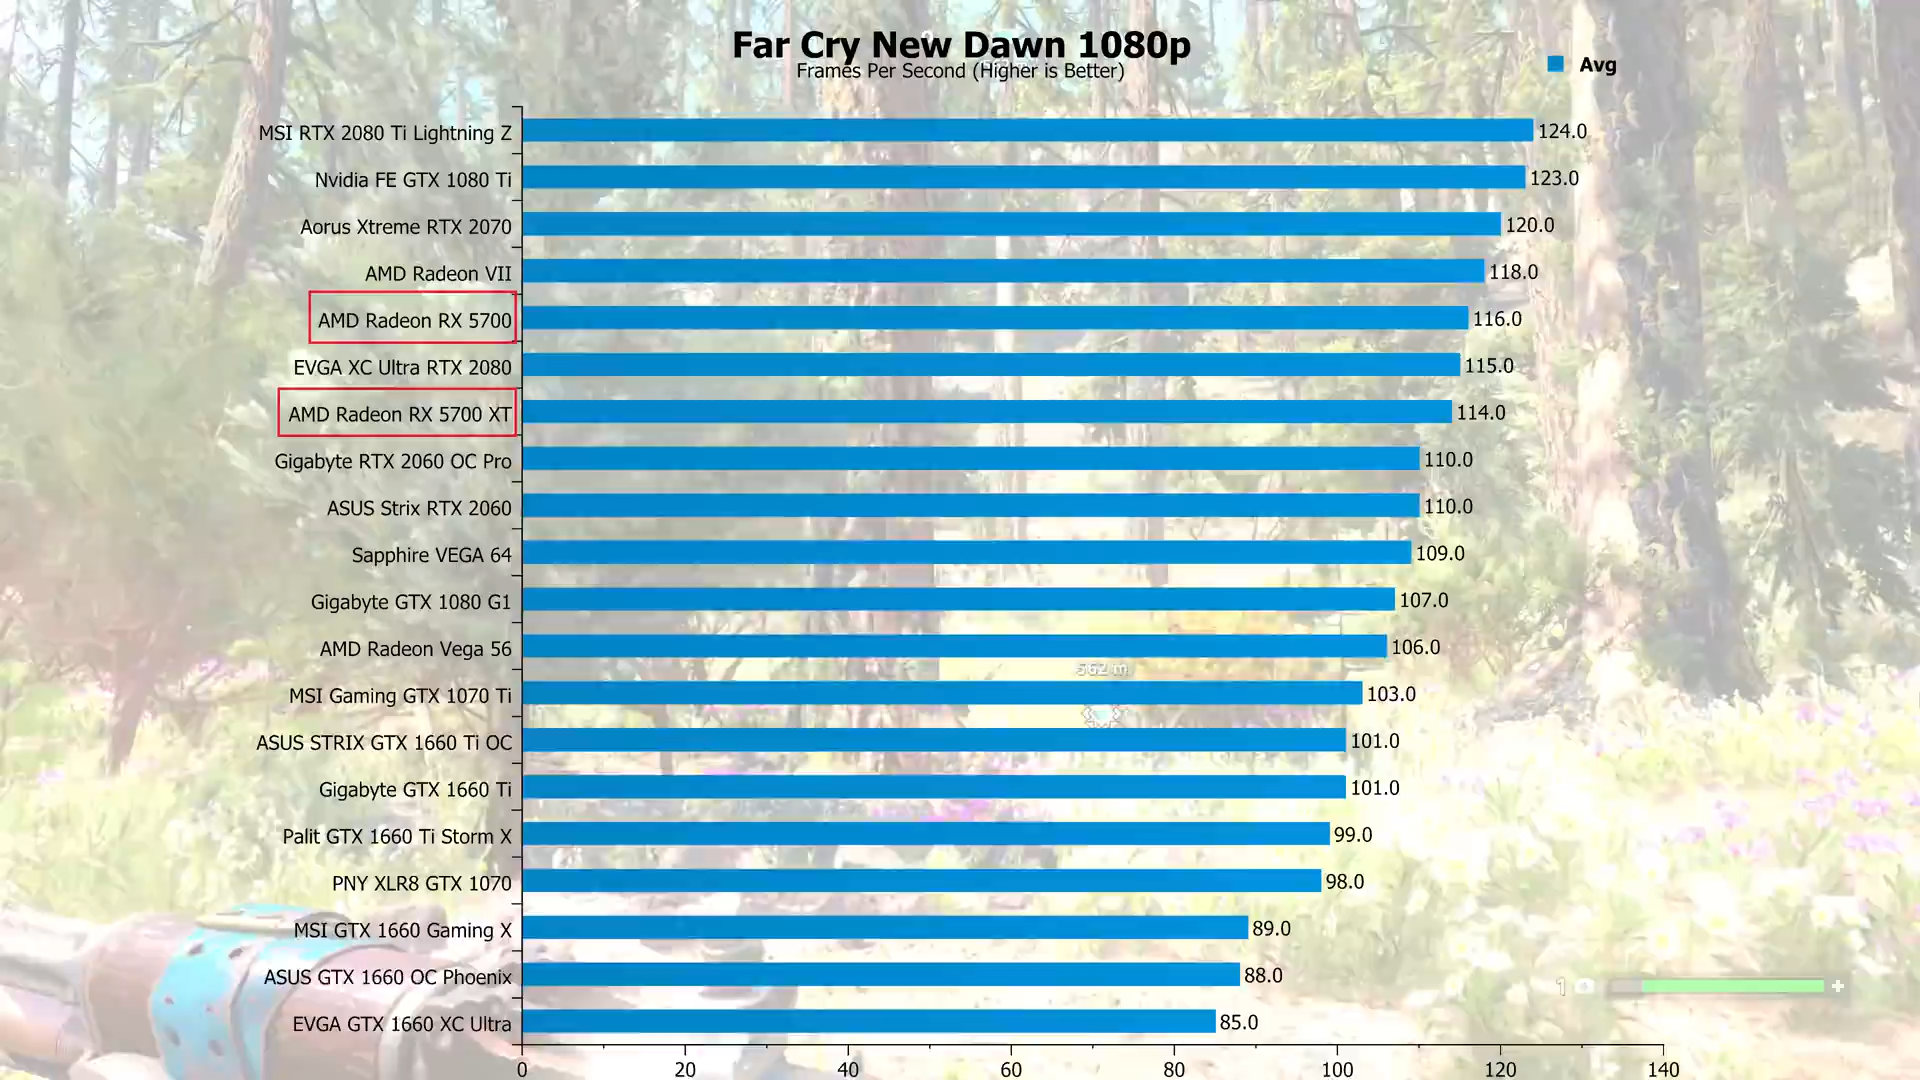 Far Cry New Dawn 1080p
Frames Per Second (Higher is Better)
Avg
MSI RTX 2080 Ti Lightning Z 124.0
Nvidia FE GTX 1080 Ti 123.0
Aorus Xtreme RTX 2070 120.0
AMD Radeon VII 118.0
AMD Radeon RX 5700 116.0
EVGA XC Ultra RTX 2080 115.0
AMD Radeon RX 5700 XT 114.0
Gigabyte RTX 2060 OC Pro 110.0
ASUS Strix RTX 2060 110.0
Sapphire VEGA 64 109.0
Gigabyte GTX 1080 G1 107.0
AMD Radeon Vega 56 106.0
562 m
MSI Gaming GTX 1070 Ti 103.0
ASUS STRIX GTX 1660 Ti OC 101.0
Gigabyte GTX 1660 Ti 101.0
Palit GTX 1660 Ti Storm X 99.0
PNY XLR8 GTX 1070 98.0
MSI GTX 1660 Gaming X 89.0
ASUS GTX 1660 OC Phoenix 88.0
1
EVGA GTX 1660 XC Ultra 85.0
0 20 40 60 80 100 120 140